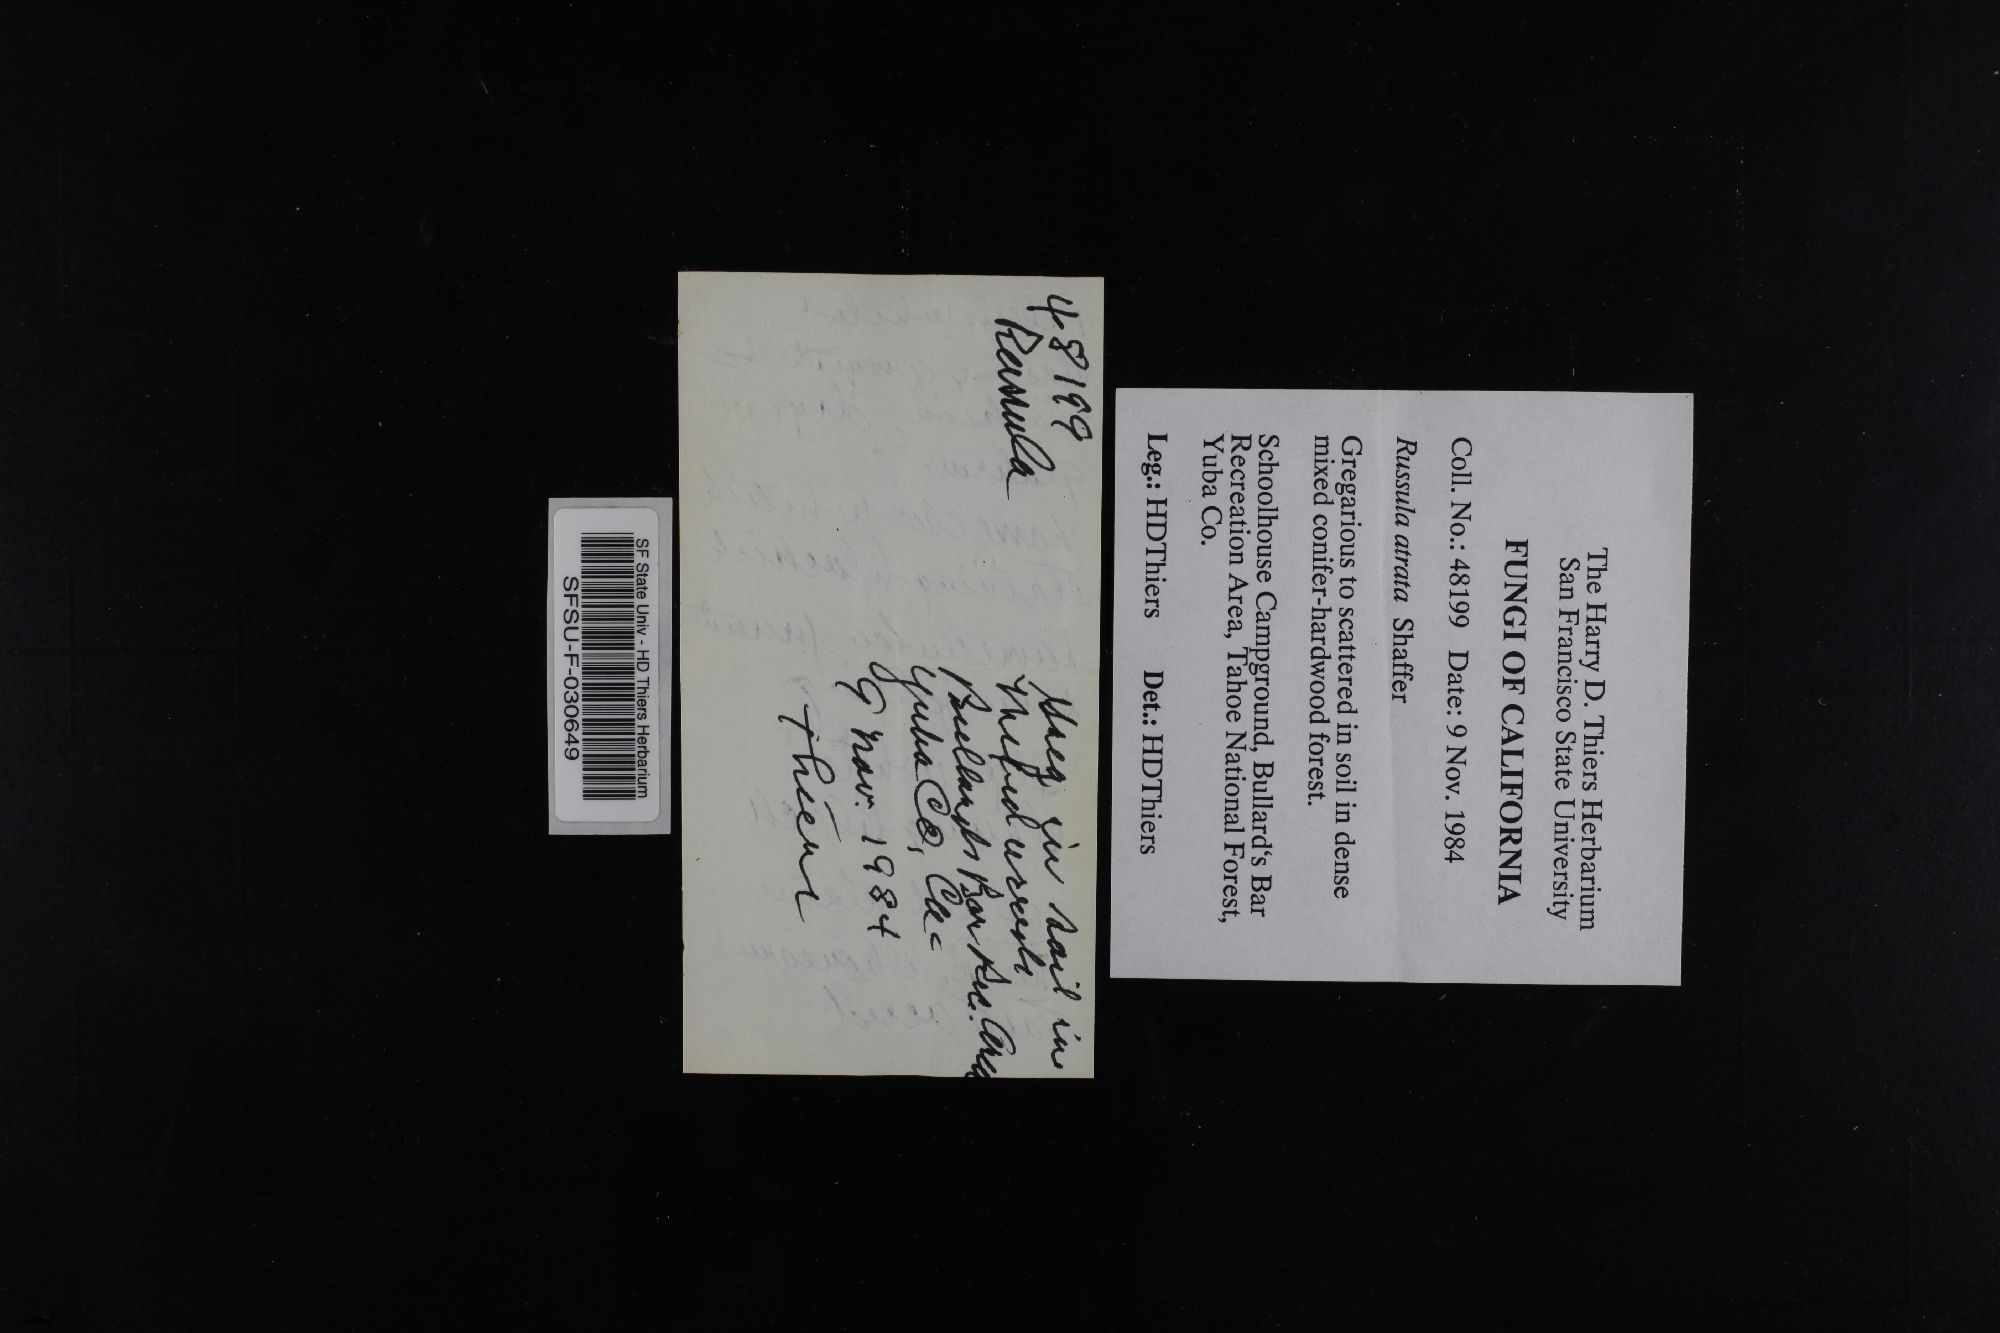 The Harry D. Thiers Herbarium
San Francisco State University
FUNGI OF CALIFORNIA
Coll. No.: 48199 Date: 9 Nov. 1984
Russula atrata Shaffer
Gregarious to scattered in soil in dense
mixed conifer-hardwood forest.
Schoolhouse Campground, Bullard's Bar
Recreation Area, Tahoe National Forest,
Yuba Co.
Leg.: HDThiers Det.: HDThiers
48199
Russula
Greg in soil in
Mixed woods
Bullards Bar Rec. Area
Yuba Co, Ca.
9 Nov. 1984
Thiers
SF State Univ - HD Thiers Herbarium
SFSU-F-030649